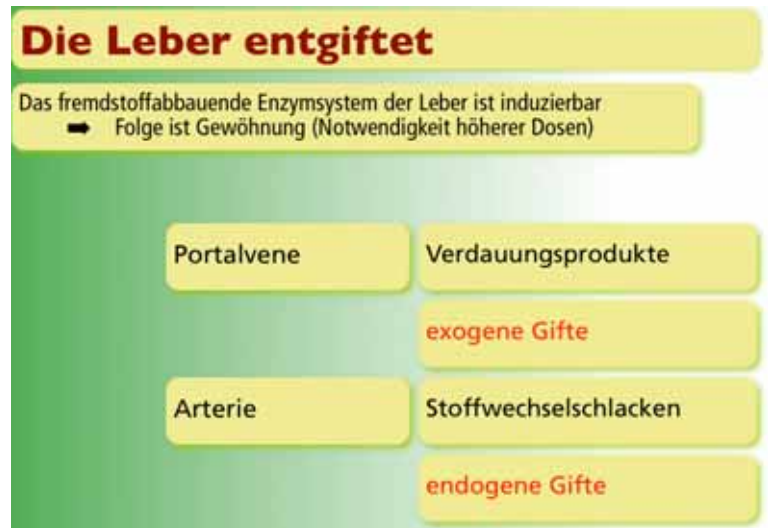 Die Leber entgiftet
Das fremdstoffabbauende Enzymsystem der Leber ist induzierbar
➡ Folge ist Gewöhnung (Notwendigkeit höherer Dosen)
Portalvene
Verdauungsprodukte
exogene Gifte
Arterie
Stoffwechselschlacken
endogene Gifte